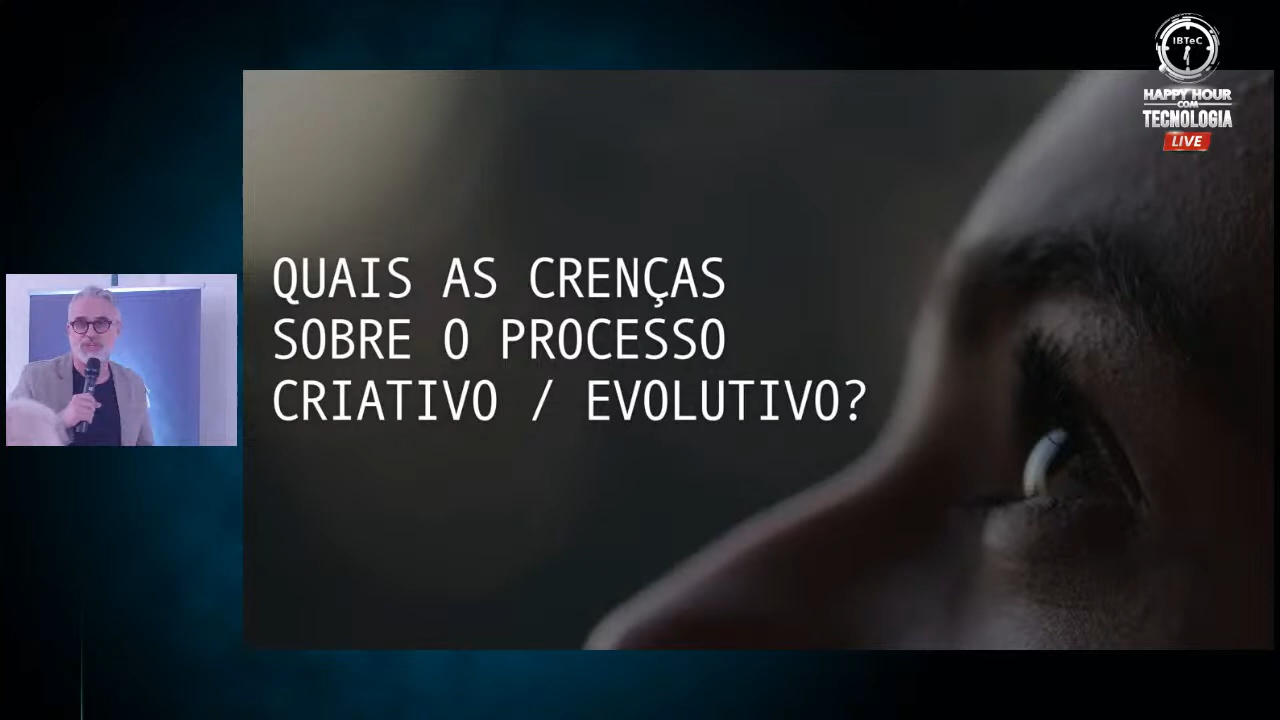 IBTeC
HAPPY HOUR
COM
TECNOLOGIA
LIVE
QUAIS AS CRENÇAS
SOBRE O PROCESSO
CRIATIVO / EVOLUTIVO?